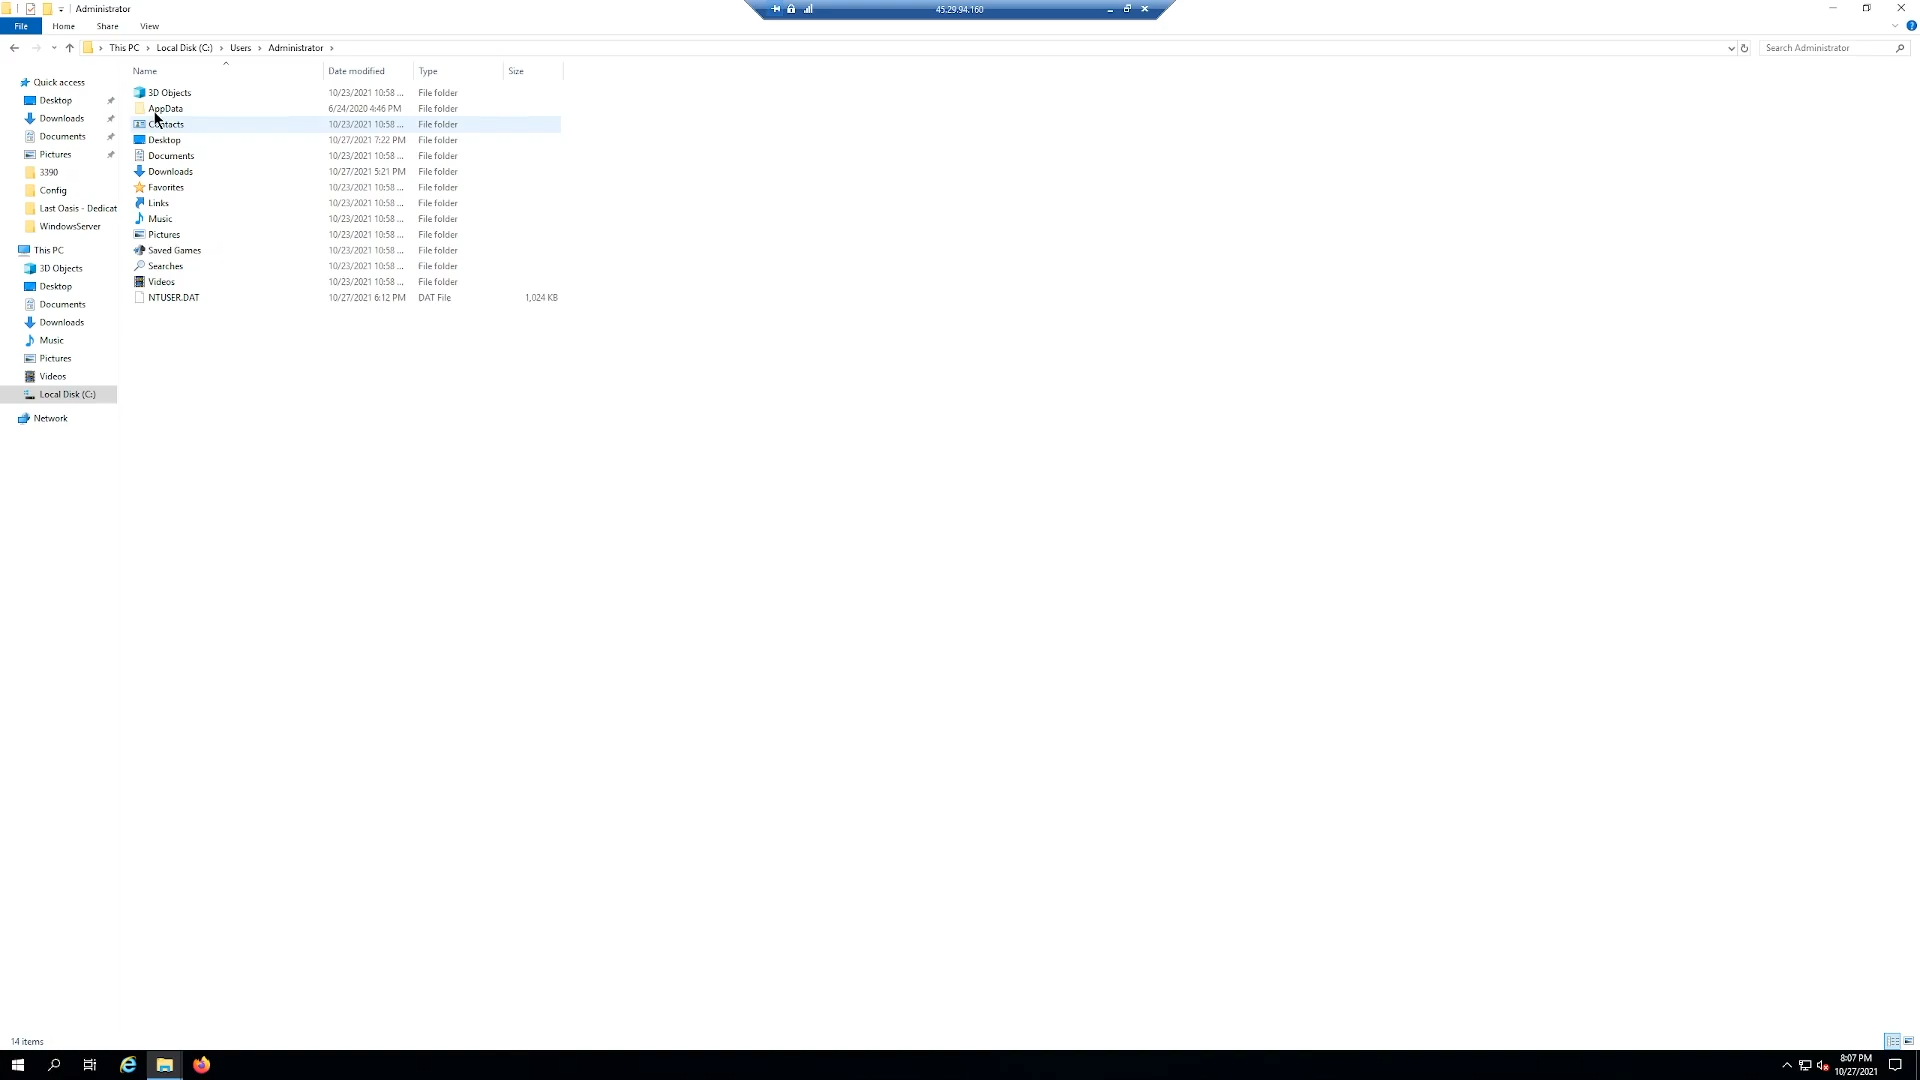 Administrator
45.29.94.160
File Home Share View
This PC Local Disk (C:) Users Administrator
Search Administrator
Name Date modified Type Size
Quick access
Desktop
Downloads
Documents
Pictures
3390
Config
Last Oasis - Dedicat
WindowsServer
This PC
3D Objects
Desktop
Documents
Downloads
Music
Pictures
Videos
Local Disk (C:)
Network
3D Objects 10/23/2021 10:58 ... File folder
AppData 6/24/2020 4:46 PM File folder
Contacts 10/23/2021 10:58 ... File folder
Desktop 10/27/2021 7:22 PM File folder
Documents 10/23/2021 10:58 ... File folder
Downloads 10/27/2021 5:21 PM File folder
Favorites 10/23/2021 10:58 ... File folder
Links 10/23/2021 10:58 ... File folder
Music 10/23/2021 10:58 ... File folder
Pictures 10/23/2021 10:58 ... File folder
Saved Games 10/23/2021 10:58 ... File folder
Searches 10/23/2021 10:58 ... File folder
Videos 10/23/2021 10:58 ... File folder
NTUSER.DAT 10/27/2021 6:12 PM DAT File 1,024 KB
14 items
8:07 PM
10/27/2021